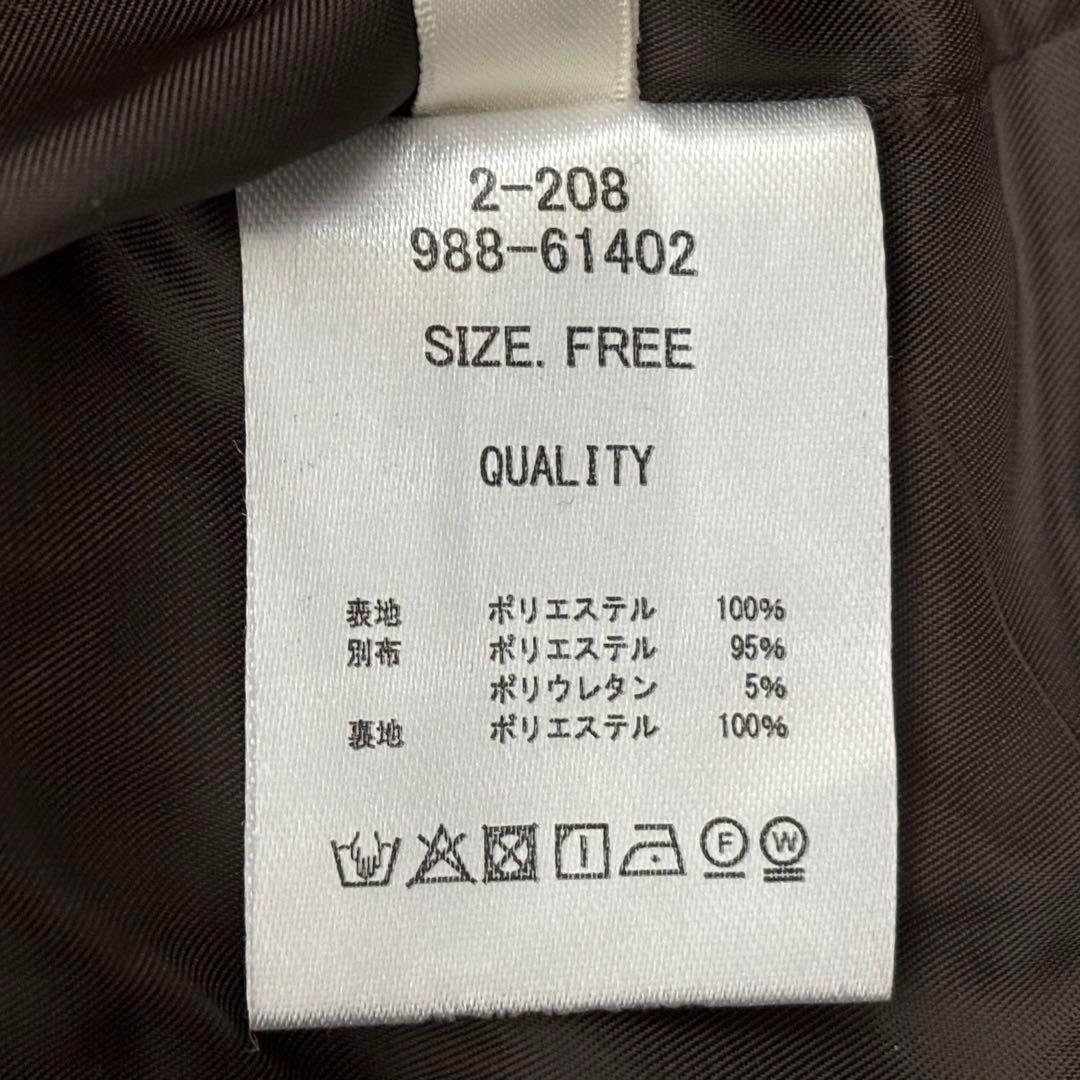 2-208
988-61402
SIZE. FREE
QUALITY
表地 ポリエステル 100%
別布 ポリエステル 95%
ポリウレタン 5%
裏地 ポリエステル 100%
F W